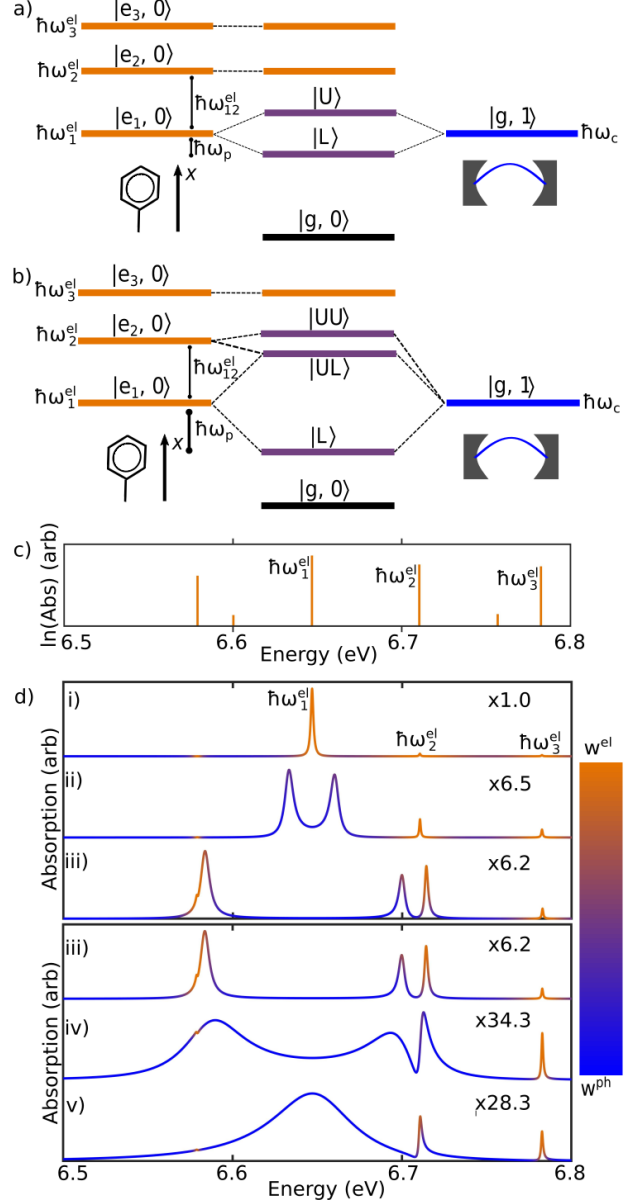 a)
|e₃, 0⟩
ħω₃ᵉˡ
|e₂, 0⟩
ħω₂ᵉˡ
ħω₁₂ᵉˡ
|U⟩
|e₁, 0⟩
|g, 1⟩
ħω₁ᵉˡ
ħω_c
|L⟩
ħωₚ
x
|g, 0⟩
b)
|e₃, 0⟩
ħω₃ᵉˡ
|e₂, 0⟩
|UU⟩
ħω₂ᵉˡ
ħω₁₂ᵉˡ
|UL⟩
|e₁, 0⟩
|g, 1⟩
ħω₁ᵉˡ
ħω_c
ħωₚ
x
|L⟩
|g, 0⟩
c)
ln(Abs) (arb)
ħω₁ᵉˡ
ħω₂ᵉˡ
ħω₃ᵉˡ
6.5
6.6
6.7
6.8
Energy (eV)
d)
Absorption (arb)
i)
ħω₁ᵉˡ
x1.0
ħω₂ᵉˡ
ħω₃ᵉˡ
wᵉˡ
ii)
x6.5
iii)
x6.2
Absorption (arb)
iii)
x6.2
iv)
x34.3
v)
x28.3
wᵖʰ
6.5
6.6
6.7
6.8
Energy (eV)